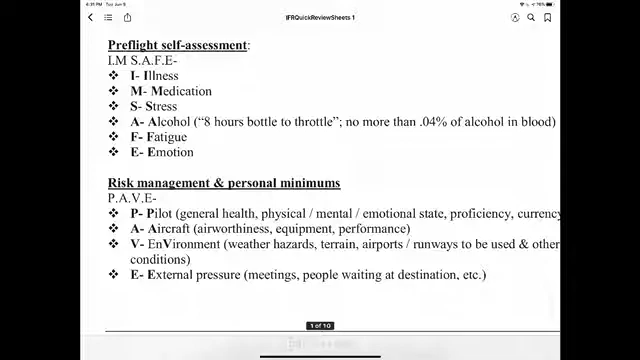 4:31 PM Tue Jun 9
76%
IFRQuickReviewSheets 1
Preflight self-assessment:
I.M S.A.F.E-
❖ I- Illness
❖ M- Medication
❖ S- Stress
❖ A- Alcohol (“8 hours bottle to throttle”; no more than .04% of alcohol in blood)
❖ F- Fatigue
❖ E- Emotion
Risk management & personal minimums
P.A.V.E-
❖ P- Pilot (general health, physical / mental / emotional state, proficiency, currency
❖ A- Aircraft (airworthiness, equipment, performance)
❖ V- EnVironment (weather hazards, terrain, airports / runways to be used & other
conditions)
❖ E- External pressure (meetings, people waiting at destination, etc.)
1 of 10